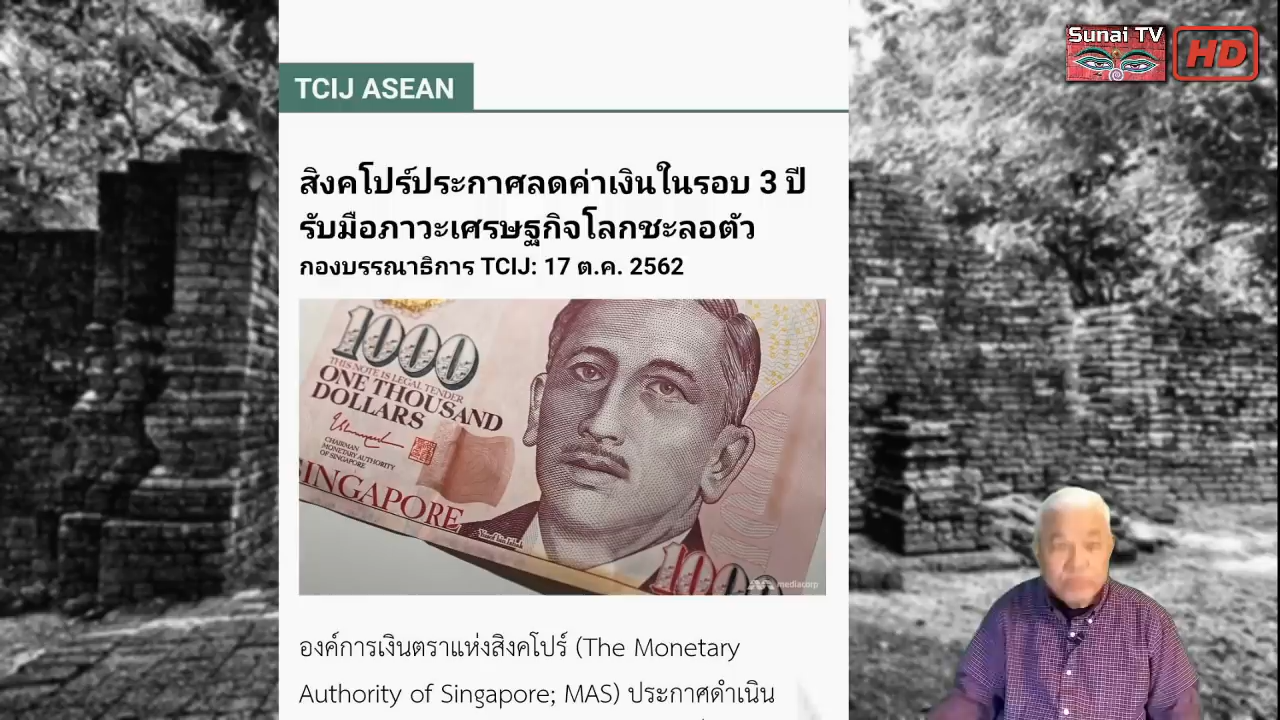 Sunai TV
HD
TCIJ ASEAN
สิงคโปร์ประกาศลดค่าเงินในรอบ 3 ปี
รับมือภาวะเศรษฐกิจโลกชะลอตัว
กองบรรณาธิการ TCIJ: 17 ต.ค. 2562
1000
THIS NOTE IS LEGAL TENDER
ONE THOUSAND
DOLLARS
CHAIRMAN
MONETARY AUTHORITY
OF SINGAPORE
SINGAPORE
1000
mediacorp
องค์การเงินตราแห่งสิงคโปร์ (The Monetary
Authority of Singapore; MAS) ประกาศดำเนิน